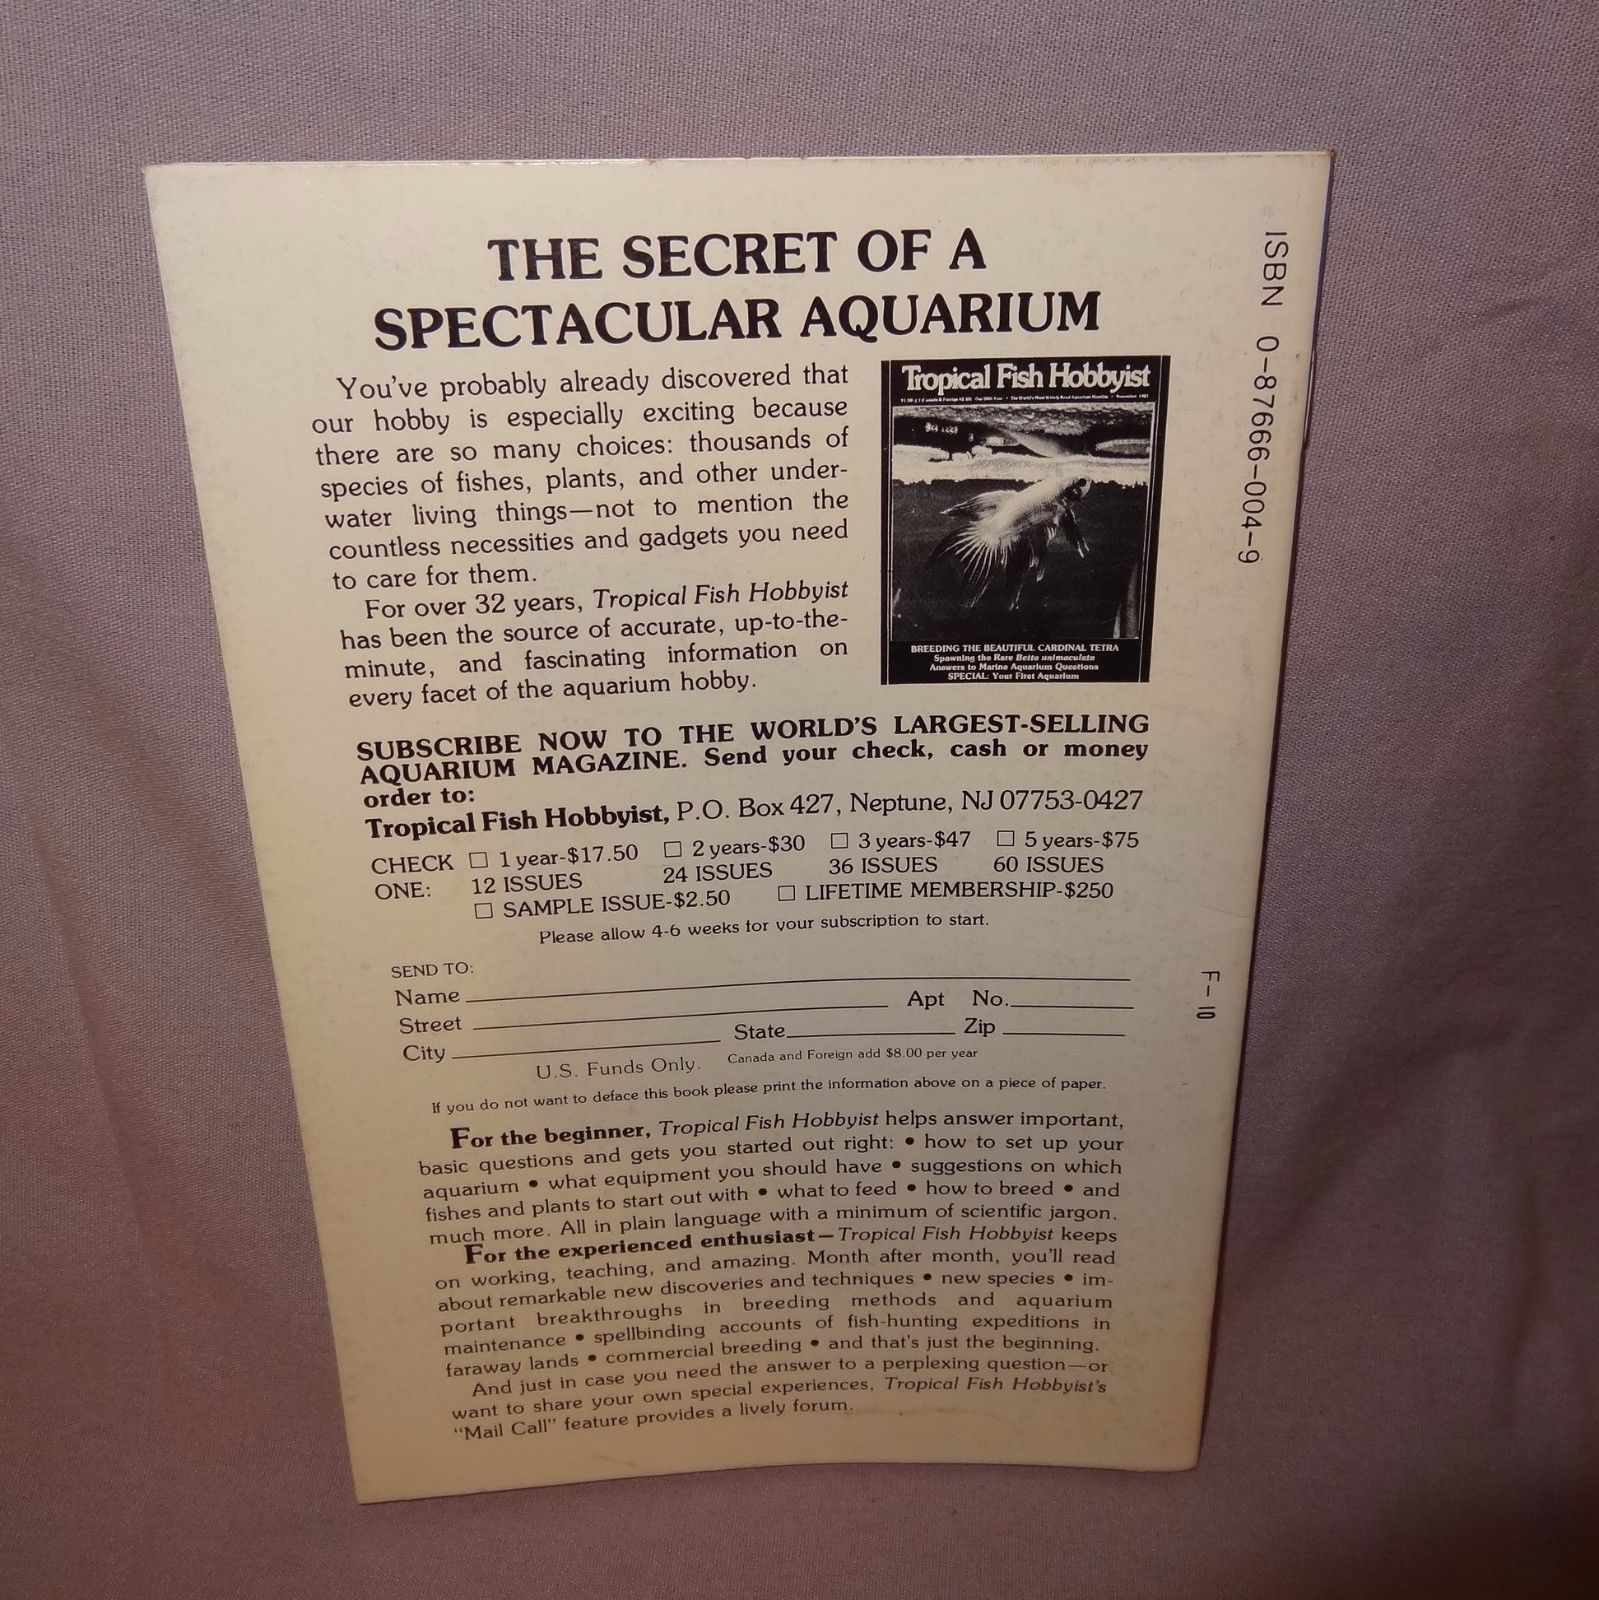 THE SECRET OF A
SPECTACULAR AQUARIUM
You've probably already discovered that
our hobby is especially exciting because
there are so many choices: thousands of
species of fishes, plants, and other under-
water living things—not to mention the
countless necessities and gadgets you need
to care for them.
For over 32 years, Tropical Fish Hobbyist
has been the source of accurate, up-to-the-
minute, and fascinating information on
every facet of the aquarium hobby.
Tropical Fish Hobbyist
BREEDING THE BEAUTIFUL CARDINAL TETRA
Spawning the Rare Betta unimaculata
Answers to Marine Aquarium Questions
SPECIAL: Your First Aquarium
SUBSCRIBE NOW TO THE WORLD'S LARGEST-SELLING
AQUARIUM MAGAZINE. Send your check, cash or money
order to:
Tropical Fish Hobbyist, P.O. Box 427, Neptune, NJ 07753-0427
CHECK □ 1 year-$17.50 □ 2 years-$30 □ 3 years-$47 □ 5 years-$75
ONE: 12 ISSUES 24 ISSUES 36 ISSUES 60 ISSUES
□ SAMPLE ISSUE-$2.50 □ LIFETIME MEMBERSHIP-$250
Please allow 4-6 weeks for your subscription to start.
SEND TO:
Name
Street Apt No.
City State Zip
U.S. Funds Only. Canada and Foreign add $8.00 per year
If you do not want to deface this book please print the information above on a piece of paper.
For the beginner, Tropical Fish Hobbyist helps answer important,
basic questions and gets you started out right: • how to set up your
aquarium • what equipment you should have • suggestions on which
fishes and plants to start out with • what to feed • how to breed • and
much more. All in plain language with a minimum of scientific jargon.
For the experienced enthusiast—Tropical Fish Hobbyist keeps
on working, teaching, and amazing. Month after month, you'll read
about remarkable new discoveries and techniques • new species • im-
portant breakthroughs in breeding methods and aquarium
maintenance • spellbinding accounts of fish-hunting expeditions in
faraway lands • commercial breeding • and that's just the beginning.
And just in case you need the answer to a perplexing question—or
want to share your own special experiences, Tropical Fish Hobbyist's
"Mail Call" feature provides a lively forum.
ISBN 0-87666-004-9
F-10